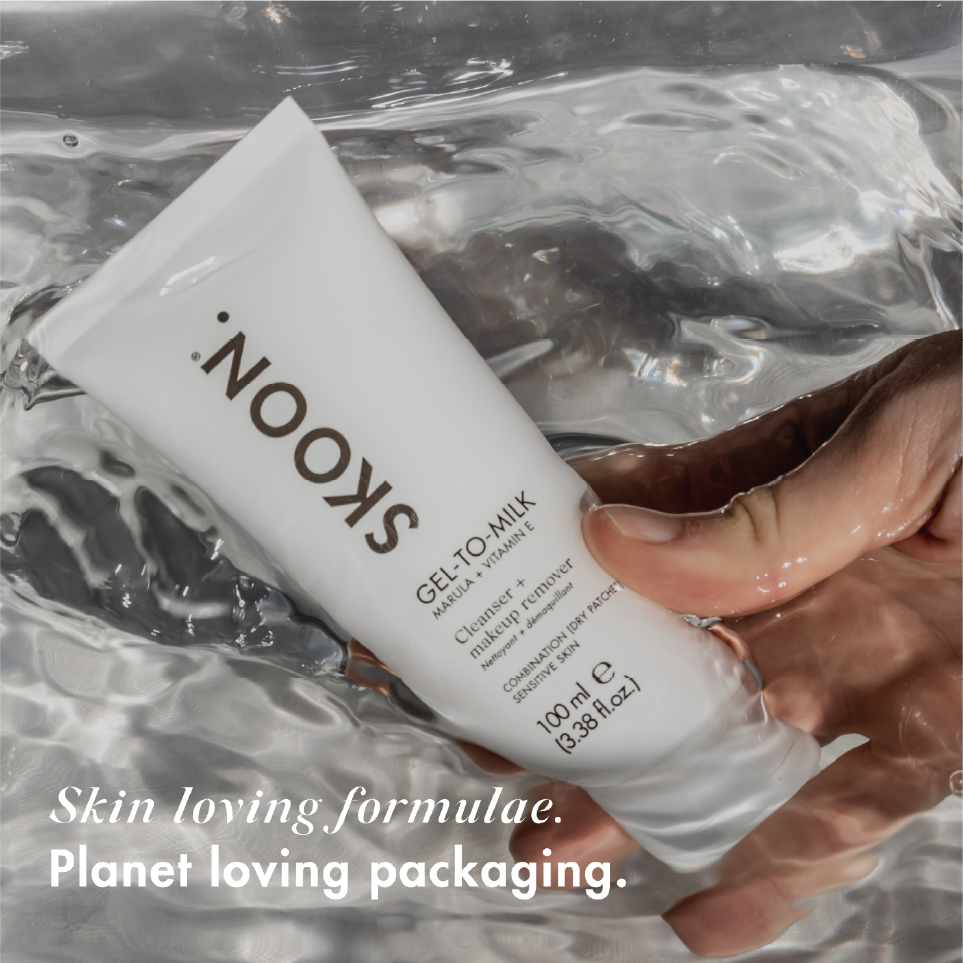 SKOON.
®
GEL-TO-MILK
MARULA + VITAMIN E
Cleanser +
makeup remover
Nettoyant + démaquillant
COMBINATION (DRY PATCHES)
SENSITIVE SKIN
100 ml ℮
(3.38 fl.oz.)
Skin loving formulae.
Planet loving packaging.